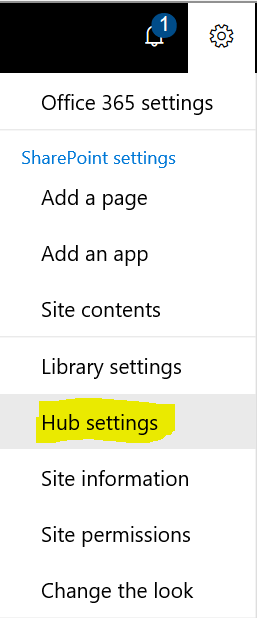 1
Office 365 settings
SharePoint settings
Add a page
Add an app
Site contents
Library settings
Hub settings
Site information
Site permissions
Change the look